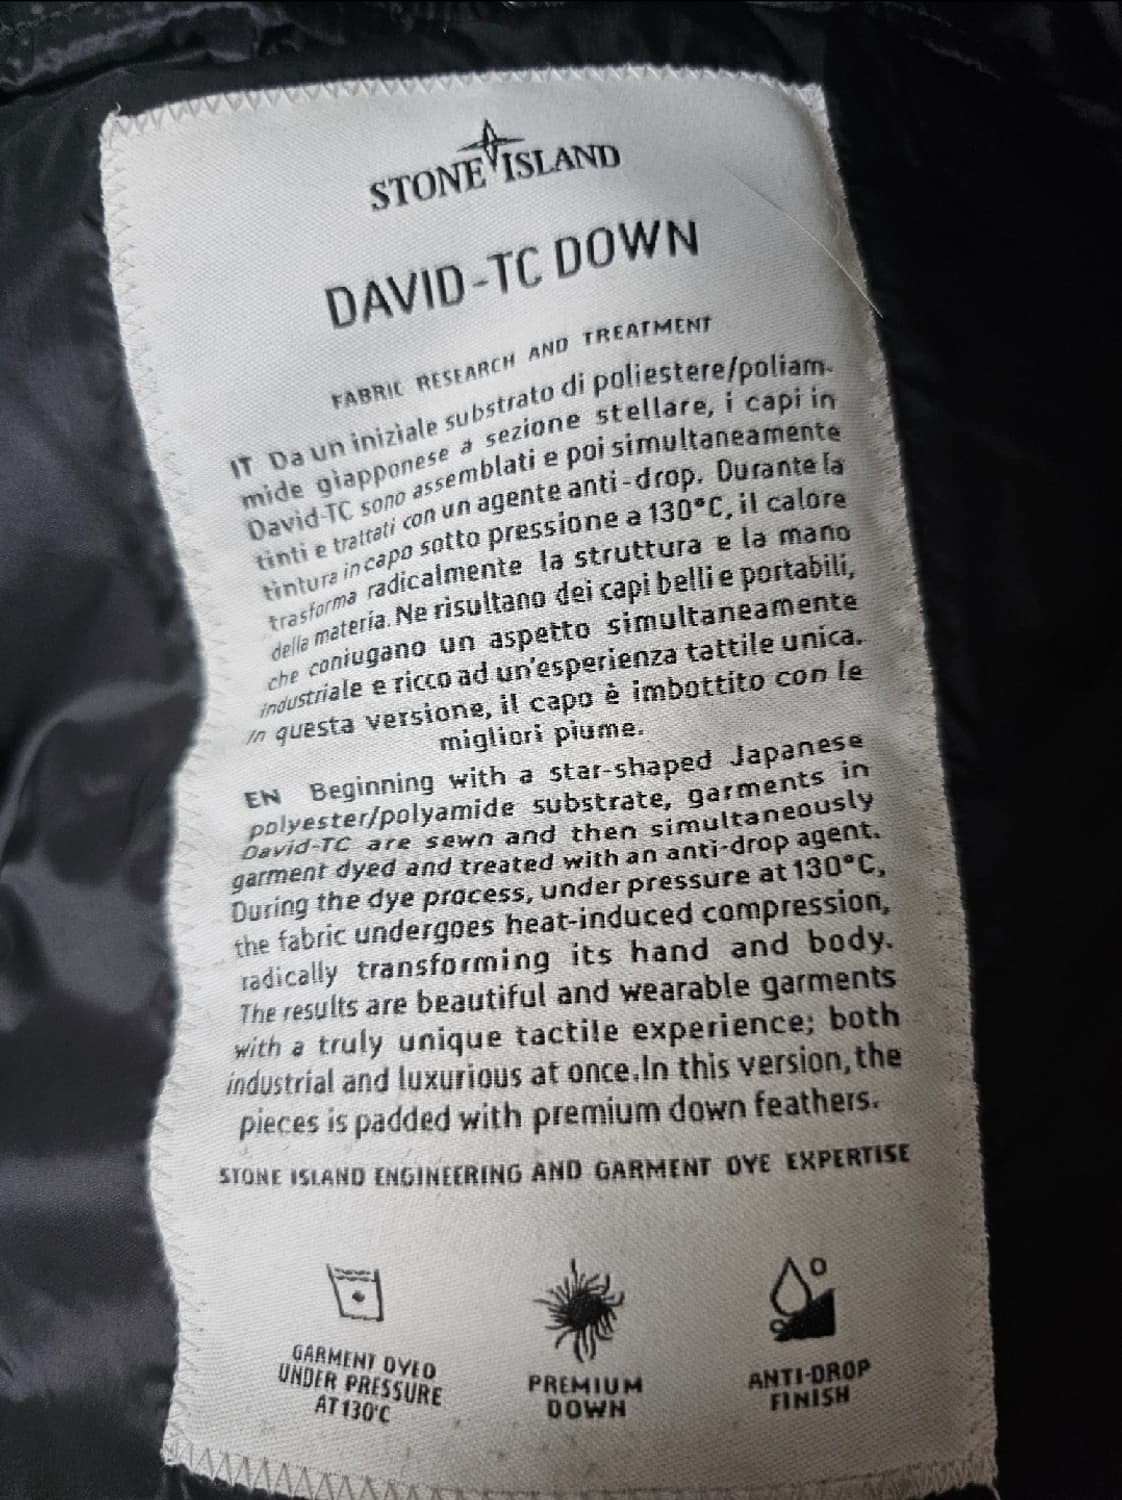 STONE ISLAND
DAVID-TC DOWN
FABRIC RESEARCH AND TREATMENT
IT Da un iniziale substrato di poliestere/poliam-
mide giapponese a sezione stellare, i capi in
David-TC sono assemblati e poi simultaneamente
tinti e trattati con un agente anti-drop. Durante la
tintura in capo sotto pressione a 130°C, il calore
trasforma radicalmente la struttura e la mano
della materia. Ne risultano dei capi belli e portabili,
che coniugano un aspetto simultaneamente
industriale e ricco ad un'esperienza tattile unica.
In questa versione, il capo è imbottito con le
migliori piume.
EN Beginning with a star-shaped Japanese
polyester/polyamide substrate, garments in
David-TC are sewn and then simultaneously
garment dyed and treated with an anti-drop agent.
During the dye process, under pressure at 130°C,
the fabric undergoes heat-induced compression,
radically transforming its hand and body.
The results are beautiful and wearable garments
with a truly unique tactile experience; both
industrial and luxurious at once.In this version, the
pieces is padded with premium down feathers.
STONE ISLAND ENGINEERING AND GARMENT DYE EXPERTISE
GARMENT DYED
UNDER PRESSURE
AT 130°C
PREMIUM
DOWN
ANTI-DROP
FINISH